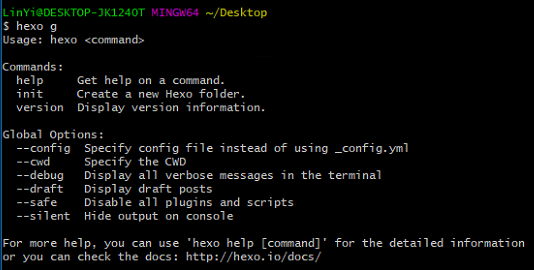 LinYi@DESKTOP-JK124OT MINGW64 ~/Desktop
$ hexo g
Usage: hexo <command>

Commands:
  help     Get help on a command.
  init     Create a new Hexo folder.
  version  Display version information.

Global Options:
  --config  Specify config file instead of using _config.yml
  --cwd     Specify the CWD
  --debug   Display all verbose messages in the terminal
  --draft   Display draft posts
  --safe    Disable all plugins and scripts
  --silent  Hide output on console

For more help, you can use 'hexo help [command]' for the detailed information
or you can check the docs: http://hexo.io/docs/